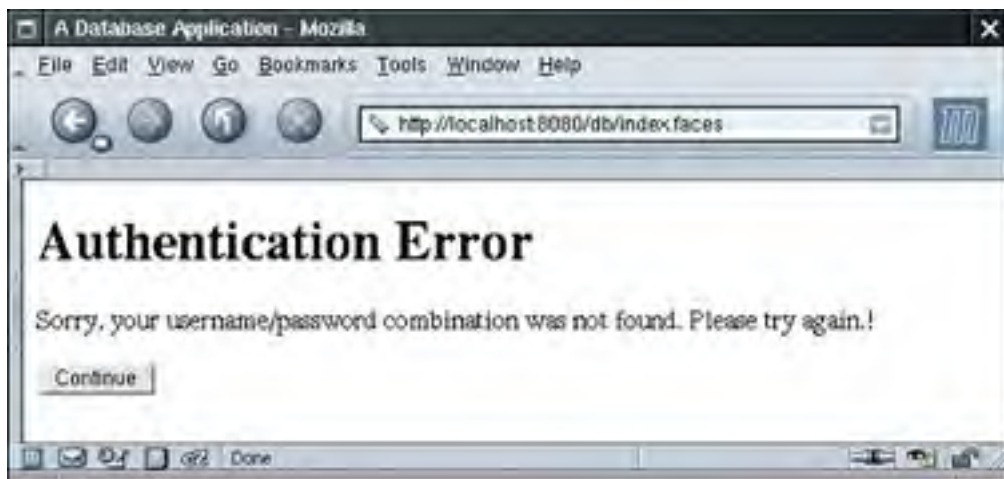 A Database Application - Mozilla
File Edit View Go Bookmarks Tools Window Help
http://localhost:8080/db/index.faces
Authentication Error
Sorry, your username/password combination was not found. Please try again.!
Continue
Done